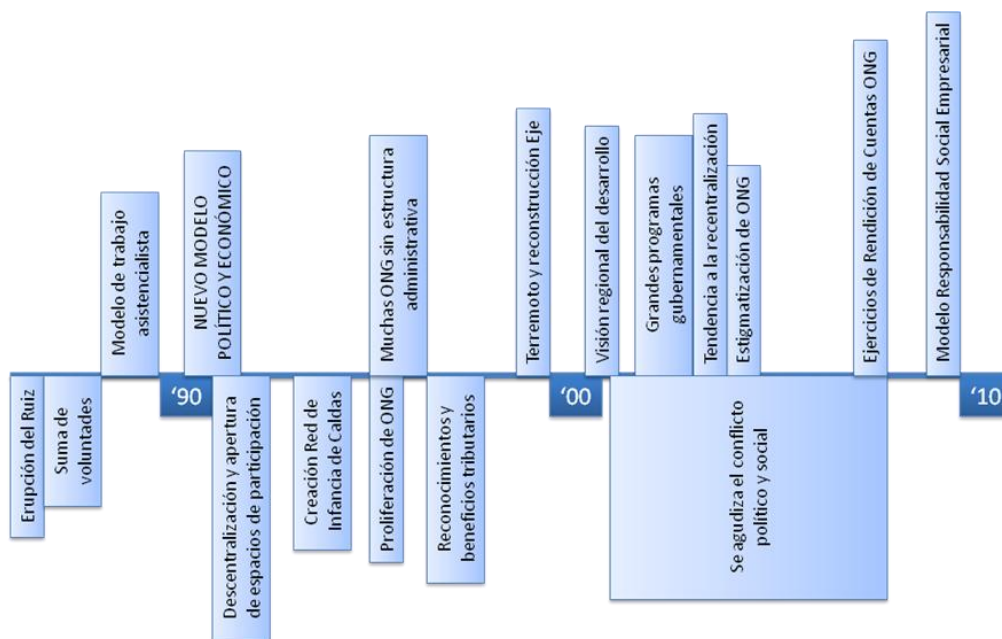 Erupción del Ruiz
Suma de
voluntades
Modelo de trabajo
asistencialista
‘90
NUEVO MODELO
POLÍTICO Y ECONÓMICO
Descentralización y apertura
de espacios de participación
Creación Red de
Infancia de Caldas
Proliferación de ONG
Muchas ONG sin estructura
administrativa
Reconocimientos y
beneficios tributarios
Terremoto y reconstrucción Eje
‘00
Visión regional del desarrollo
Grandes programas
gubernamentales
Tendencia a la recentralización
Estigmatización de ONG
Se agudiza el conflicto
político y social
Ejercicios de Rendición de Cuentas ONG
Modelo Responsabilidad Social Empresarial
‘10